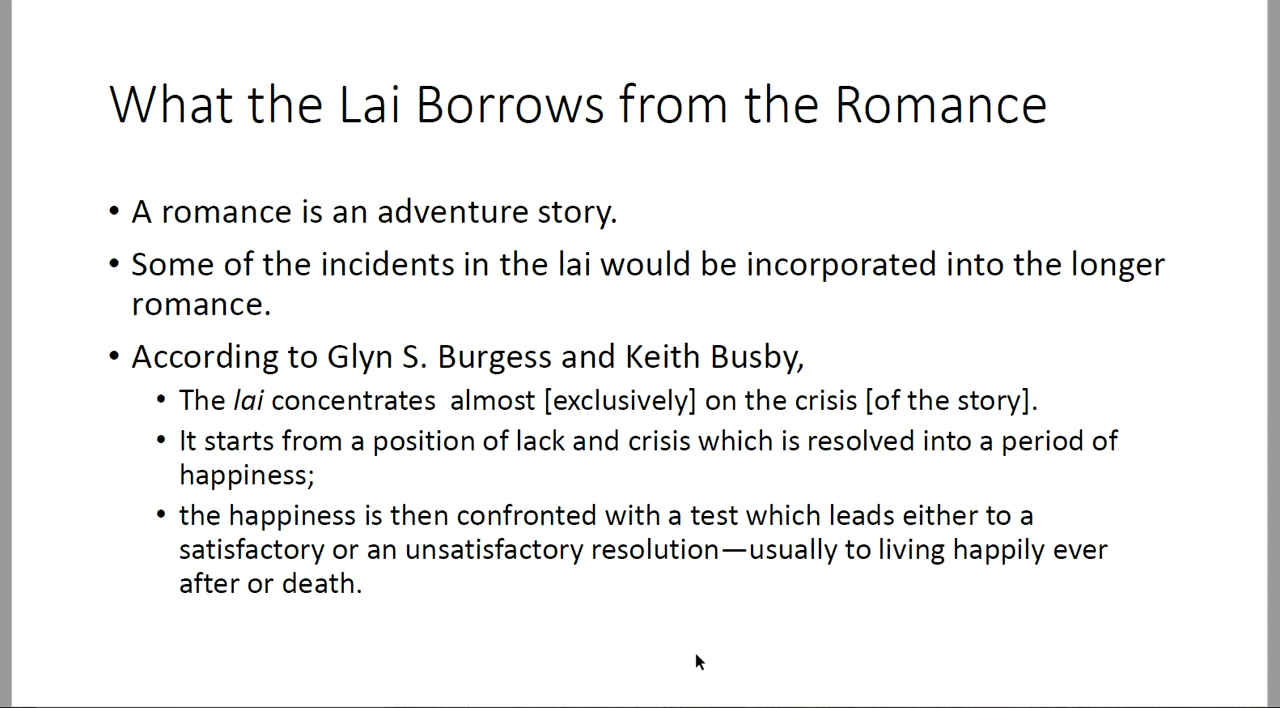 What the Lai Borrows from the Romance
• A romance is an adventure story.
• Some of the incidents in the lai would be incorporated into the longer
romance.
• According to Glyn S. Burgess and Keith Busby,
• The lai concentrates  almost [exclusively] on the crisis [of the story].
• It starts from a position of lack and crisis which is resolved into a period of
happiness;
• the happiness is then confronted with a test which leads either to a
satisfactory or an unsatisfactory resolution—usually to living happily ever
after or death.